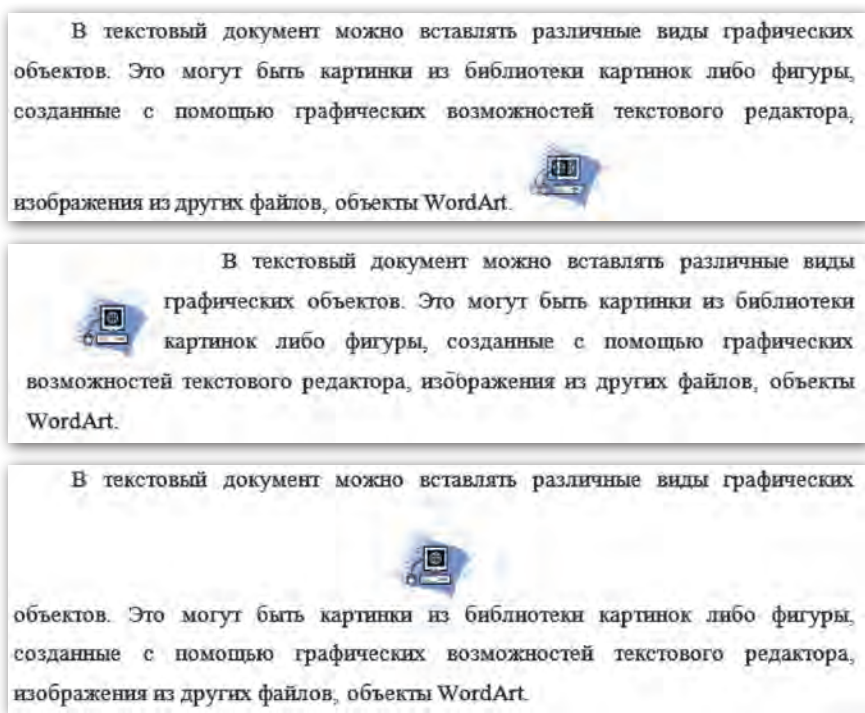 В текстовый документ можно вставлять различные виды графических
объектов. Это могут быть картинки из библиотеки картинок либо фигуры,
созданные с помощью графических возможностей текстового редактора,
изображения из других файлов, объекты WordArt.
В текстовый документ можно вставлять различные виды
графических объектов. Это могут быть картинки из библиотеки
картинок либо фигуры, созданные с помощью графических
возможностей текстового редактора, изображения из других файлов, объекты
WordArt.
В текстовый документ можно вставлять различные виды графических
объектов. Это могут быть картинки из библиотеки картинок либо фигуры,
созданные с помощью графических возможностей текстового редактора,
изображения из других файлов, объекты WordArt.